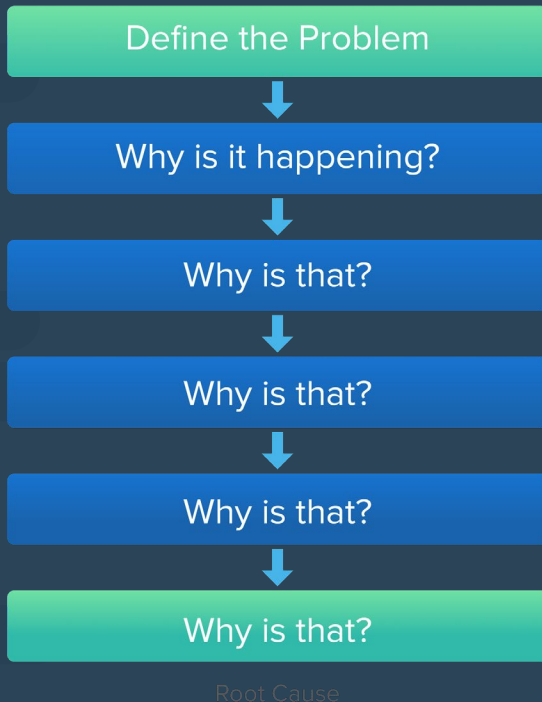 Define the Problem
Why is it happening?
Why is that?
Why is that?
Why is that?
Why is that?
Root Cause